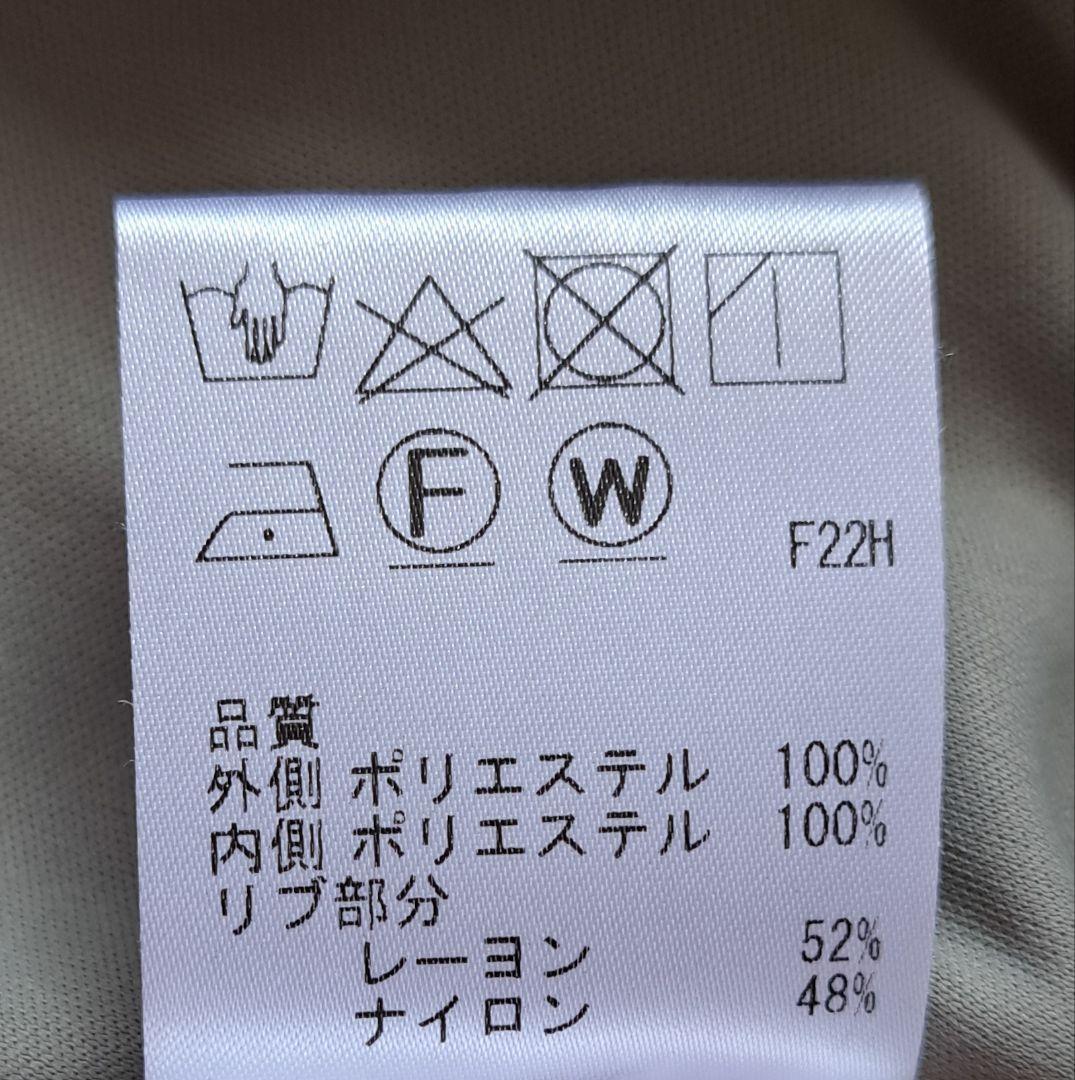 F W
F22H
品質
外側 ポリエステル 100%
内側 ポリエステル 100%
リブ部分
レーヨン 52%
ナイロン 48%